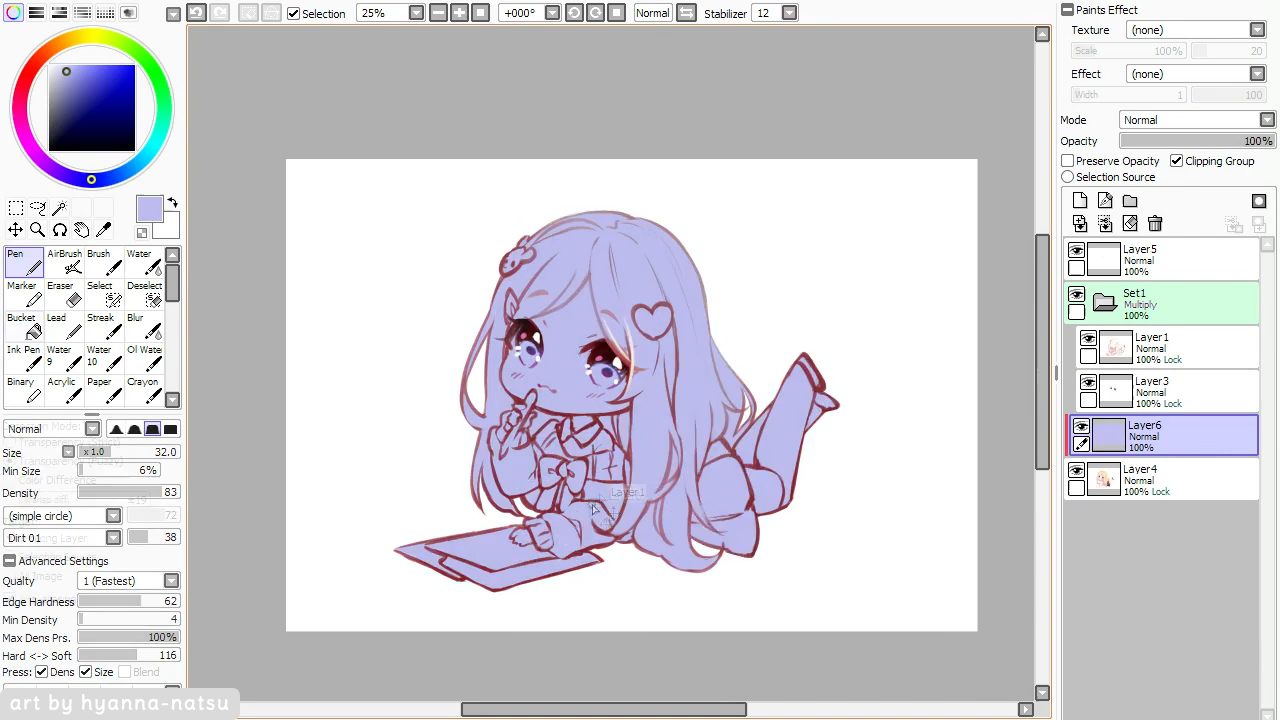 Selection 25% +000° Normal Stabilizer 12
Pen AirBrush Brush Water
Marker Eraser Select Deselect
Bucket Lead Streak Blur
Ink Pen Water 9 Water 10 Oil Water
Binary Acrylic Paper Crayon
Normal
Size x 1.0 32.0
Min Size 6%
Color Difference
Density 83
(simple circle) 72
Dirt 01 38
Advanced Settings
Quality 1 (Fastest)
Edge Hardness 62
Min Density 4
Max Dens Prs. 100%
Hard <-> Soft 116
Press: Dens Size Blend
art by hyanna-natsu
Layer1
Paints Effect
Texture (none)
Scale 100% 20
Effect (none)
Width 1 100
Mode Normal
Opacity 100%
Preserve Opacity Clipping Group
Selection Source
Layer5
Normal
100%
Set1
Multiply
100%
Layer1
Normal
100% Lock
Layer3
Normal
100% Lock
Layer6
Normal
100%
Layer4
Normal
100% Lock